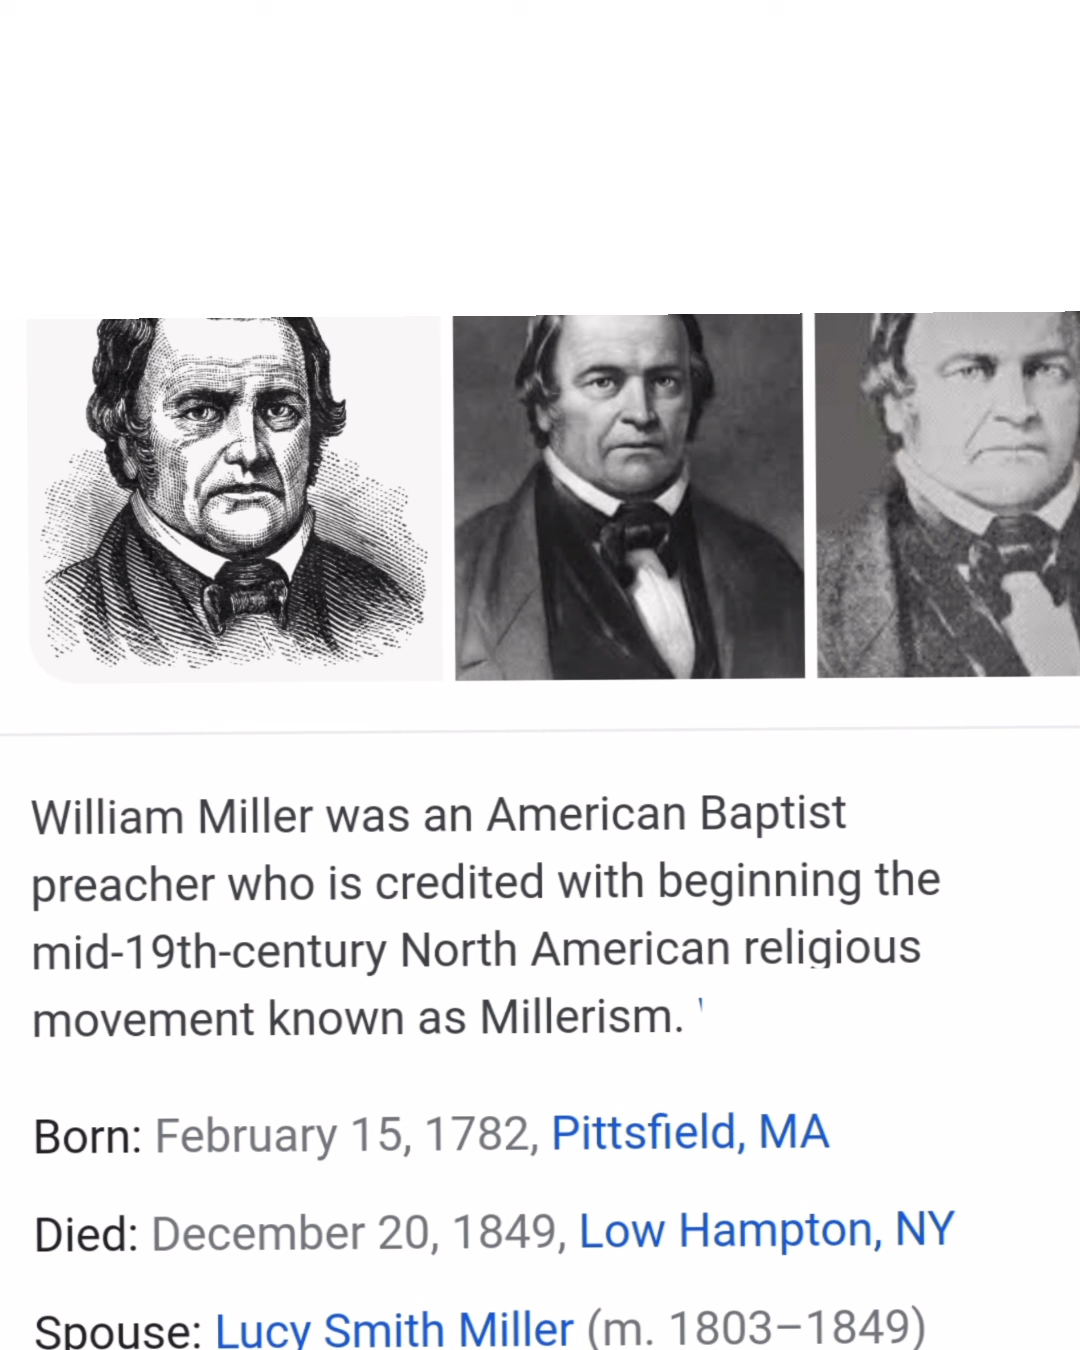 William Miller was an American Baptist
preacher who is credited with beginning the
mid-19th-century North American religious
movement known as Millerism.
Born: February 15, 1782, Pittsfield, MA
Died: December 20, 1849, Low Hampton, NY
Spouse: Lucy Smith Miller (m. 1803–1849)